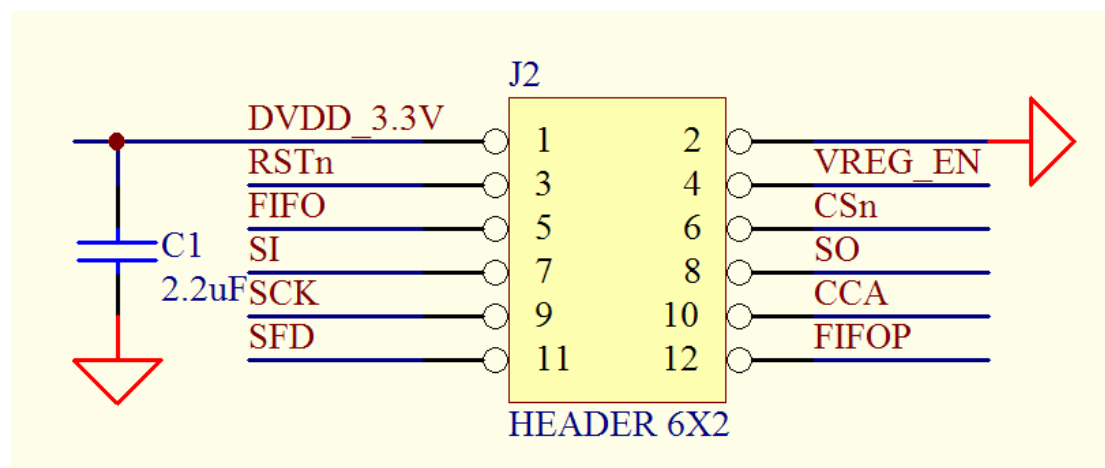 J2
DVDD_3.3V 1 2
RSTn 3 4 VREG_EN
FIFO 5 6 CSn
C1 SI 7 8 SO
2.2uF SCK 9 10 CCA
SFD 11 12 FIFOP
HEADER 6X2